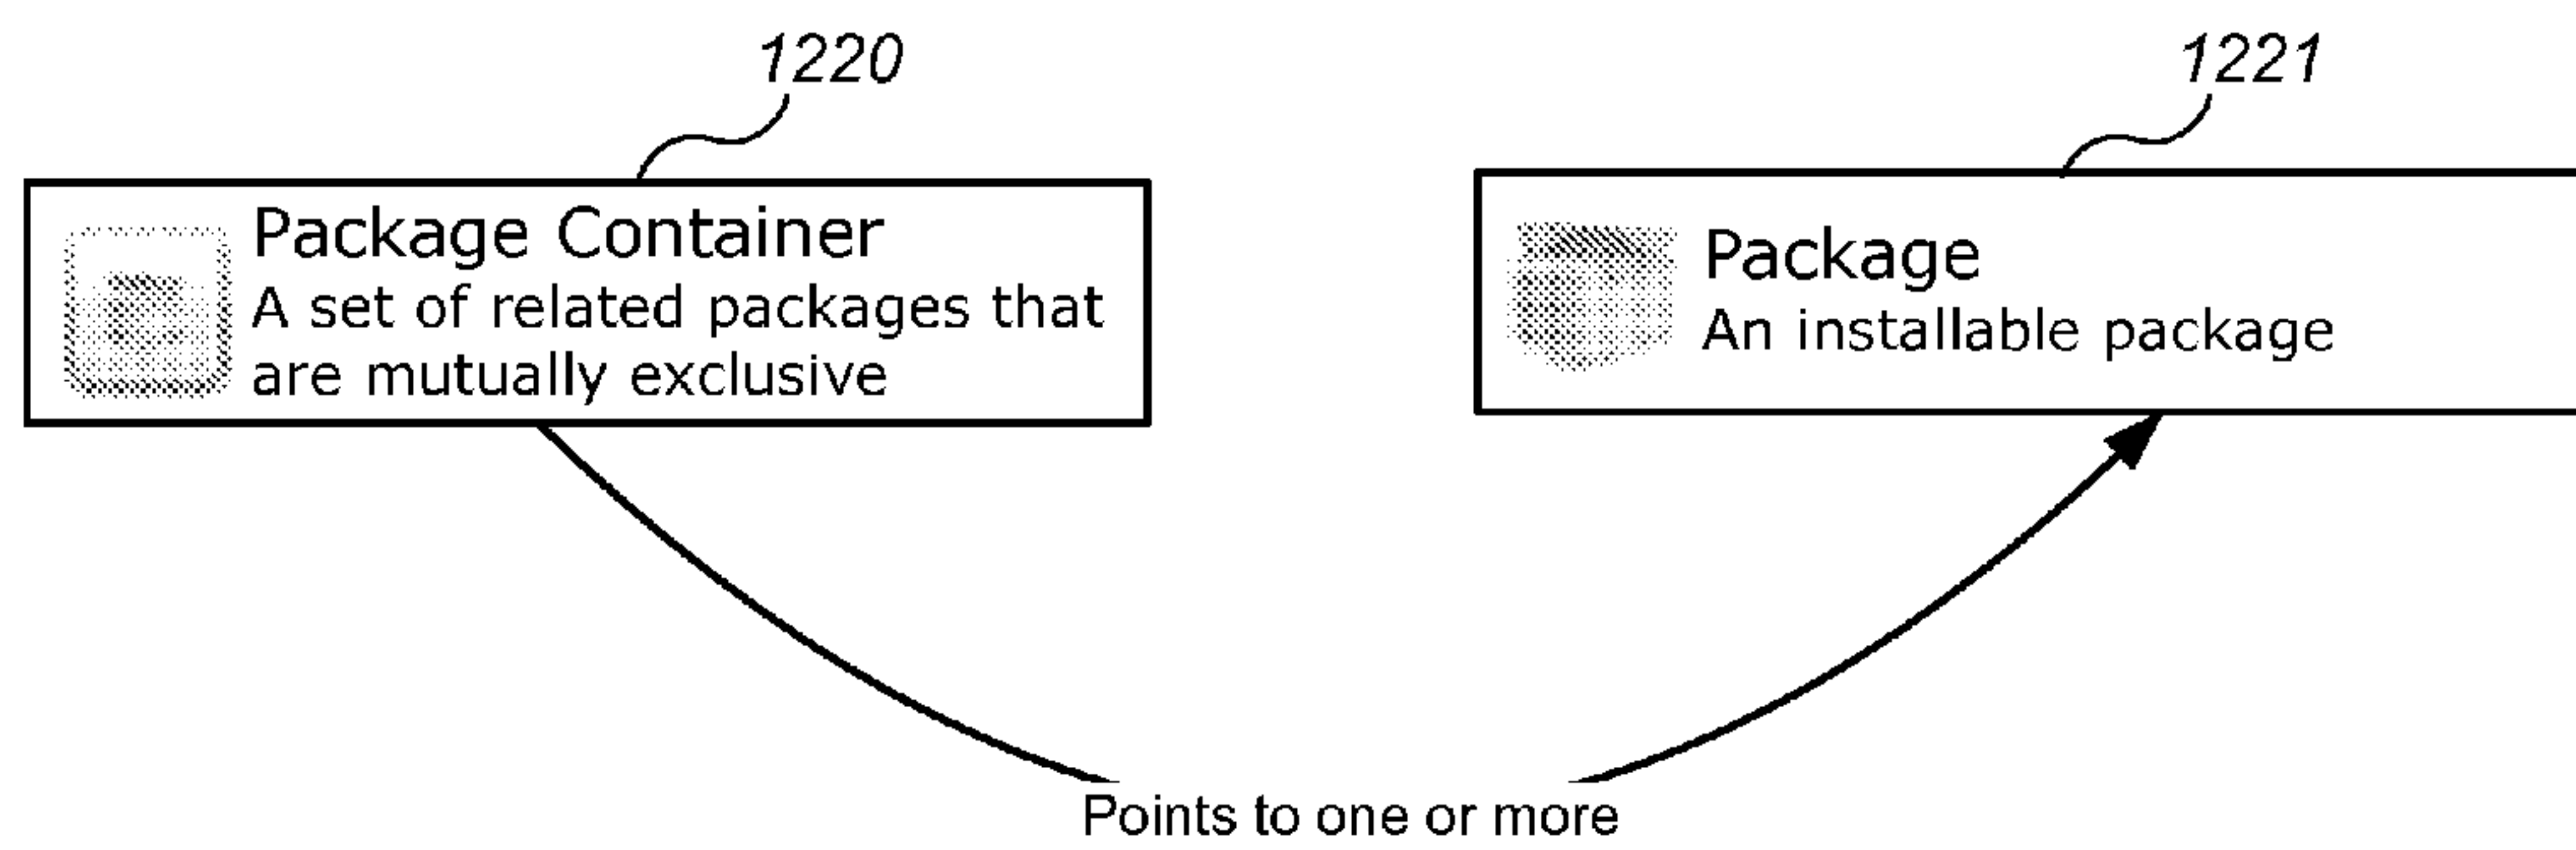 1220
Package Container
A set of related packages that
are mutually exclusive
1221
Package
An installable package
Points to one or more